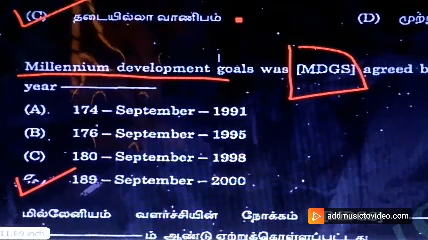 (C) தடையில்லா வாணிபம் (D)
Millennium development goals was [MDGS] agreed b
year
(A). 174 – September – 1991
(B) 176 – September – 1995
(C) 180 – September – 1998
189 – September – 2000
மில்லேனியம் வளர்ச்சியின் நோக்கம்
addmusictovideo.com
ம் ஆண்டு ஏற்றுக்கொள்ளப்பட்டது